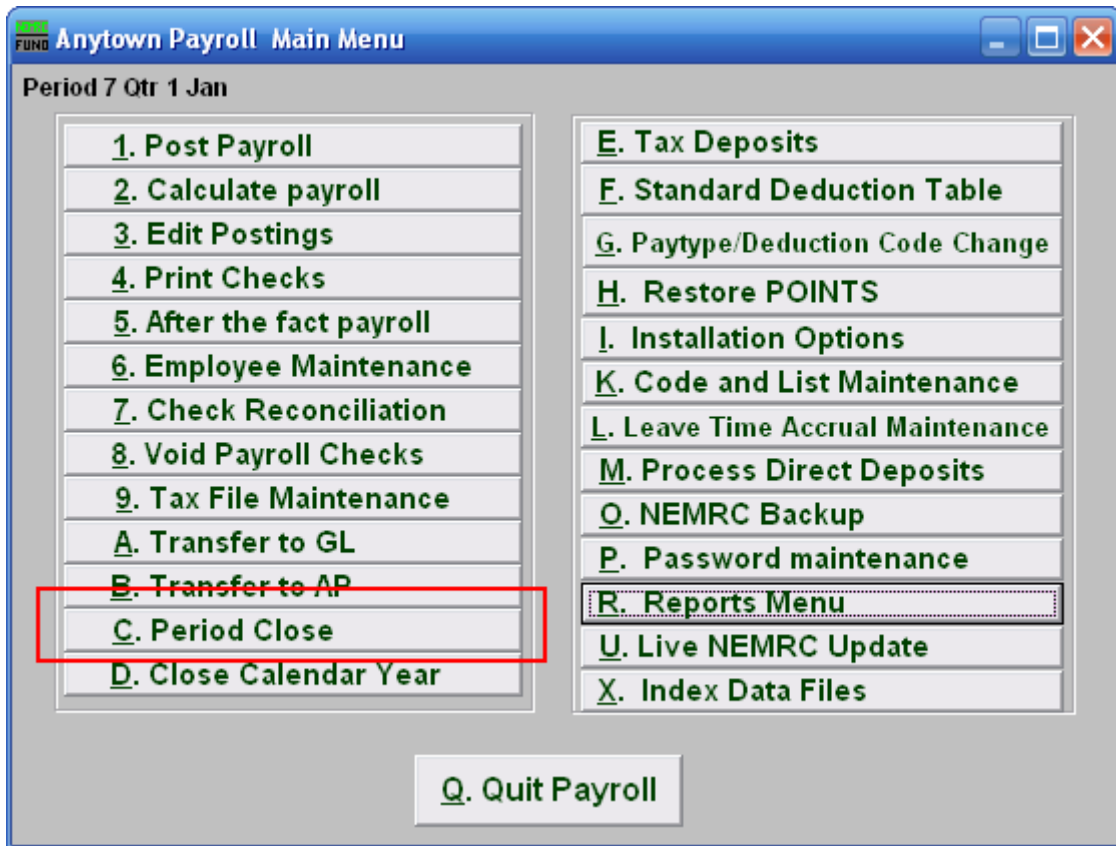 NEMRC
FUND Anytown Payroll Main Menu
Period 7 Qtr 1 Jan
1. Post Payroll
2. Calculate payroll
3. Edit Postings
4. Print Checks
5. After the fact payroll
6. Employee Maintenance
7. Check Reconciliation
8. Void Payroll Checks
9. Tax File Maintenance
A. Transfer to GL
B. Transfer to AP
C. Period Close
D. Close Calendar Year
E. Tax Deposits
F. Standard Deduction Table
G. Paytype/Deduction Code Change
H. Restore POINTS
I. Installation Options
K. Code and List Maintenance
L. Leave Time Accrual Maintenance
M. Process Direct Deposits
O. NEMRC Backup
P. Password maintenance
R. Reports Menu
U. Live NEMRC Update
X. Index Data Files
Q. Quit Payroll